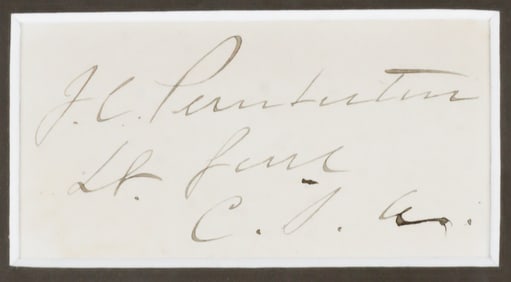 J. C. Pemberton
Lt. Genl
C. S. A.